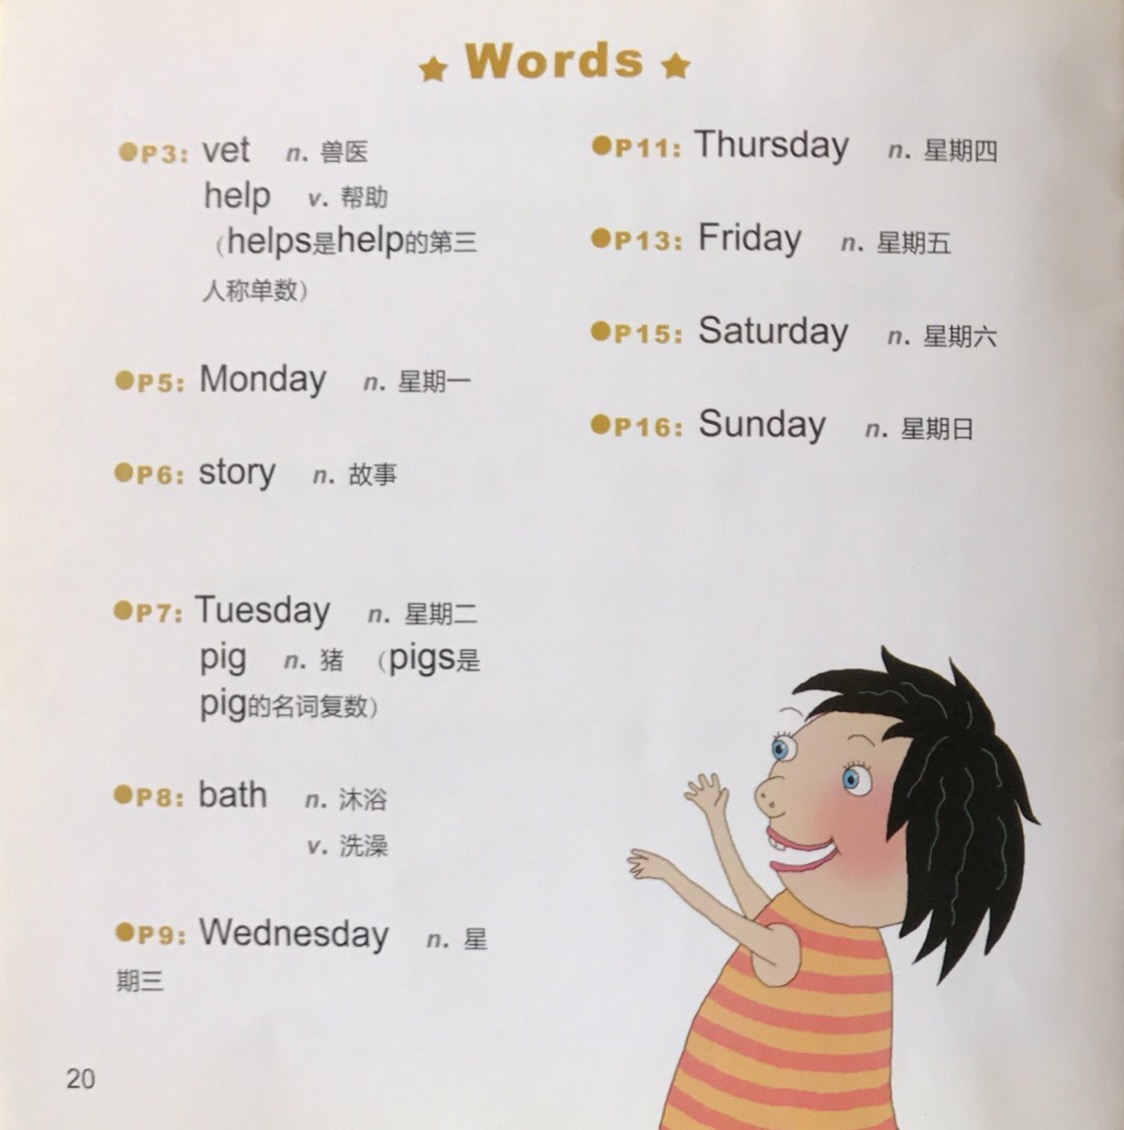 ★ Words ★
●P3: vet n. 兽医
help v. 帮助
（helps是help的第三
人称单数）
●P5: Monday n. 星期一
●P6: story n. 故事
●P7: Tuesday n. 星期二
pig n. 猪 （pigs是
pig的名词复数）
●P8: bath n. 沐浴
v. 洗澡
●P9: Wednesday n. 星
期三
●P11: Thursday n. 星期四
●P13: Friday n. 星期五
●P15: Saturday n. 星期六
●P16: Sunday n. 星期日
20